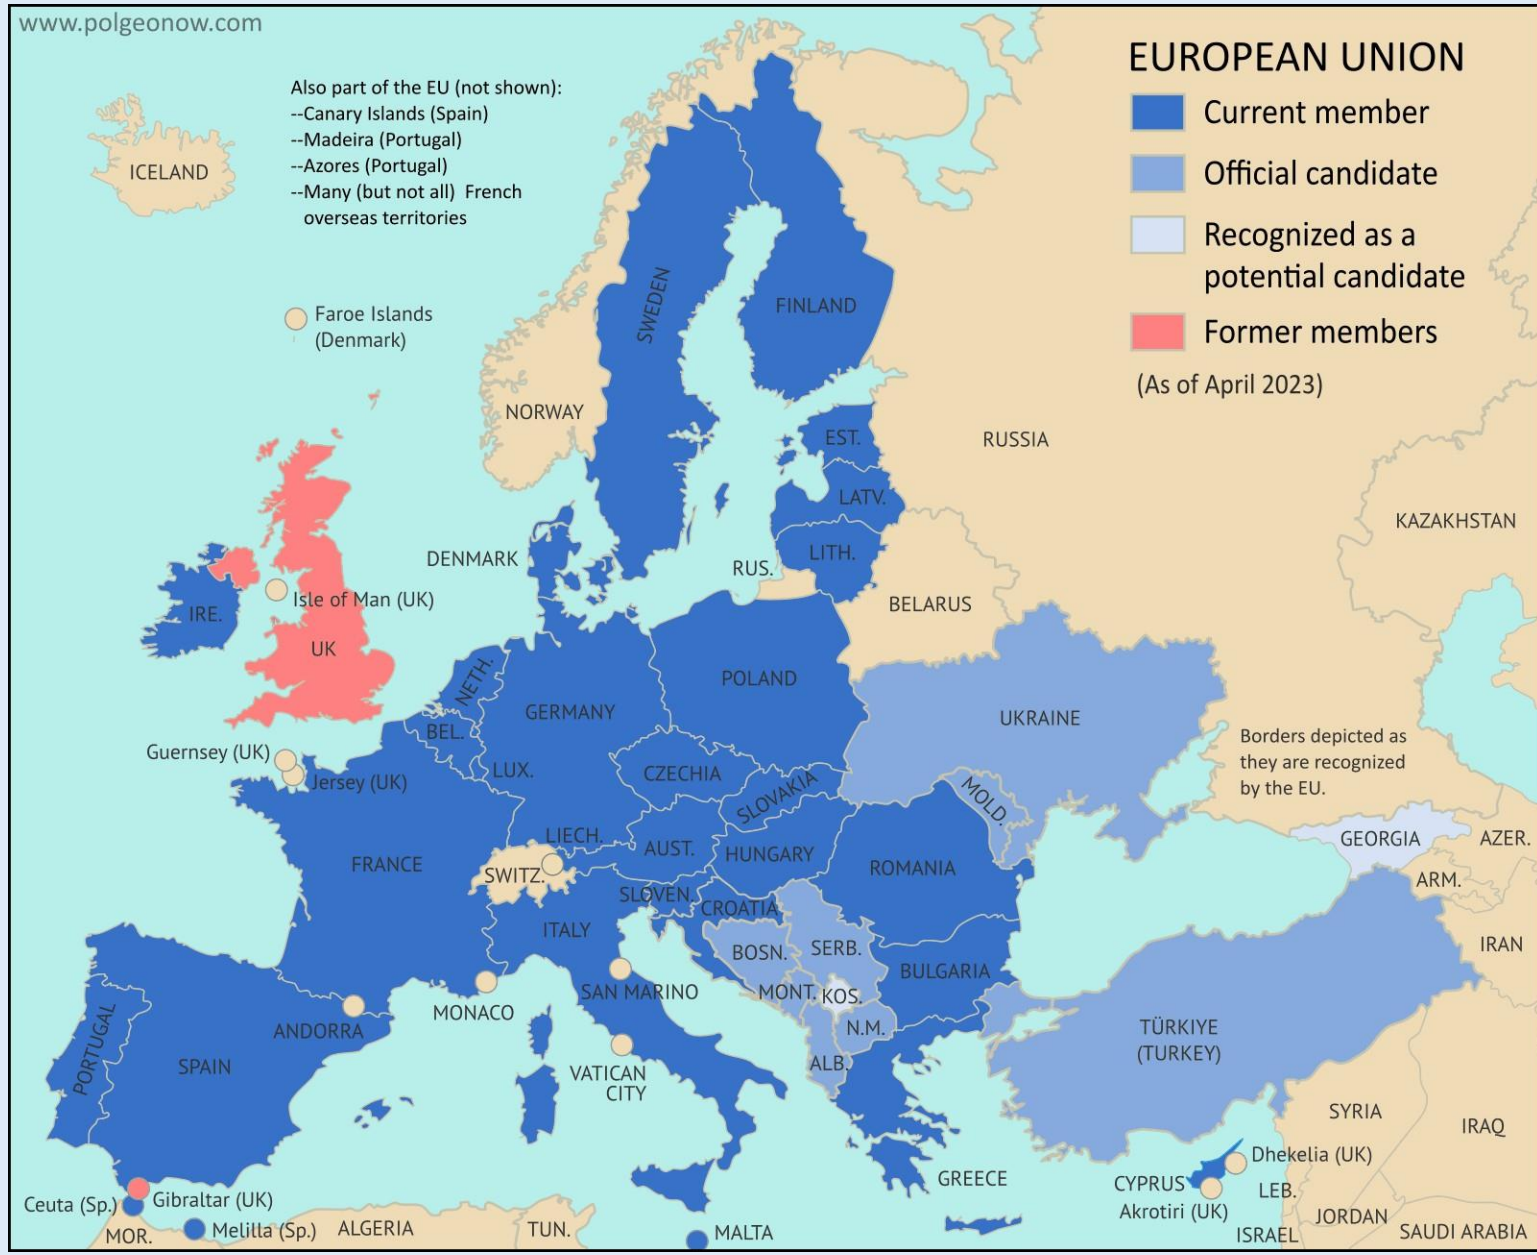 www.polgeonow.com
EUROPEAN UNION
Current member
Official candidate
Recognized as a
potential candidate
Former members
(As of April 2023)
Also part of the EU (not shown):
--Canary Islands (Spain)
--Madeira (Portugal)
--Azores (Portugal)
--Many (but not all) French
overseas territories
ICELAND
Faroe Islands
(Denmark)
SWEDEN
FINLAND
NORWAY
RUSSIA
EST.
LATV.
LITH.
KAZAKHSTAN
DENMARK
RUS.
BELARUS
IRE.
Isle of Man (UK)
UK
NETH.
BEL.
GERMANY
POLAND
UKRAINE
Borders depicted as
they are recognized
by the EU.
Guernsey (UK)
Jersey (UK)
LUX.
CZECHIA
SLOVAKIA
MOLD.
LIECH.
AUST.
HUNGARY
ROMANIA
GEORGIA
AZER.
FRANCE
SWITZ.
SLOVEN.
CROATIA
ARM.
ITALY
BOSN.
SERB.
BULGARIA
IRAN
SAN MARINO
MONT.
KOS.
MONACO
ANDORRA
N.M.
TÜRKIYE
(TURKEY)
PORTUGAL
SPAIN
VATICAN
CITY
ALB.
SYRIA
IRAQ
GREECE
CYPRUS
Dhekelia (UK)
Akrotiri (UK)
LEB.
Ceuta (Sp.)
Gibraltar (UK)
MOR.
Melilla (Sp.)
ALGERIA
TUN.
MALTA
ISRAEL
JORDAN
SAUDI ARABIA